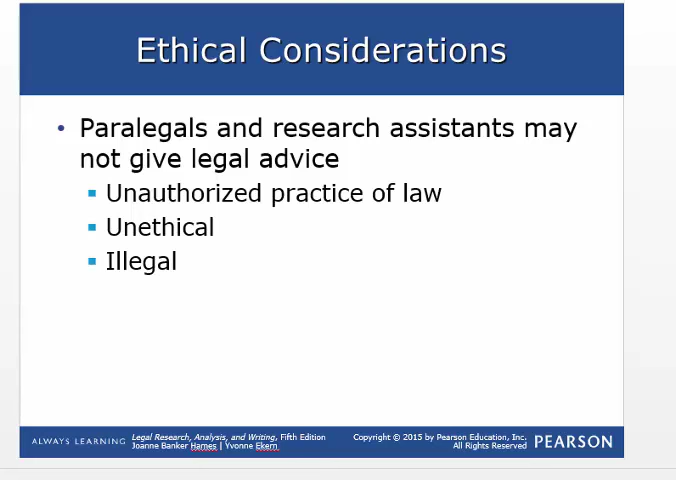 Ethical Considerations
• Paralegals and research assistants may
not give legal advice
▪ Unauthorized practice of law
▪ Unethical
▪ Illegal
ALWAYS LEARNING
Legal Research, Analysis, and Writing, Fifth Edition
Joanne Banker Hames | Yvonne Ekern
Copyright © 2015 by Pearson Education, Inc.
All Rights Reserved
PEARSON